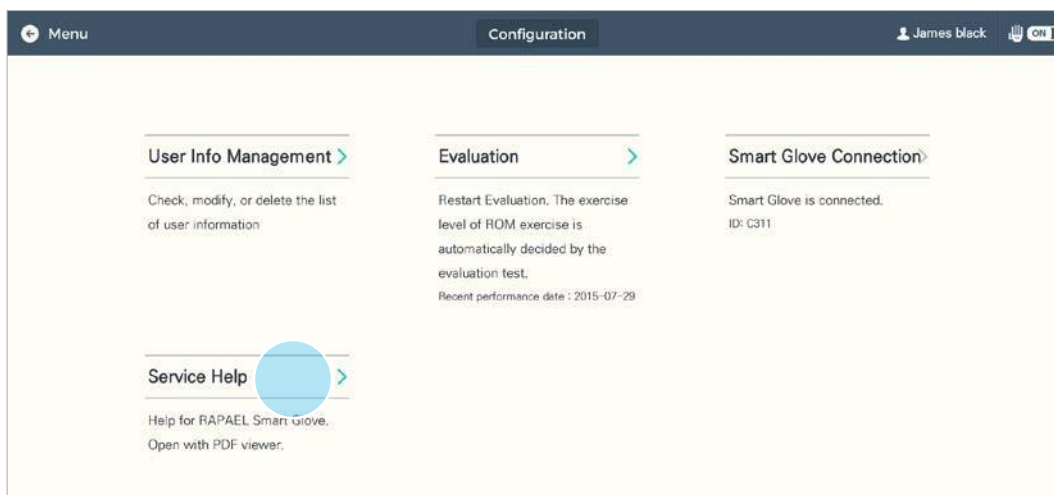 Menu
Configuration
James black
ON
User Info Management
Check, modify, or delete the list
of user information
Evaluation
Restart Evaluation. The exercise
level of ROM exercise is
automatically decided by the
evaluation test.
Recent performance date : 2015-07-29
Smart Glove Connection
Smart Glove is connected.
ID: C311
Service Help
Help for RAPAEL Smart Glove.
Open with PDF viewer.